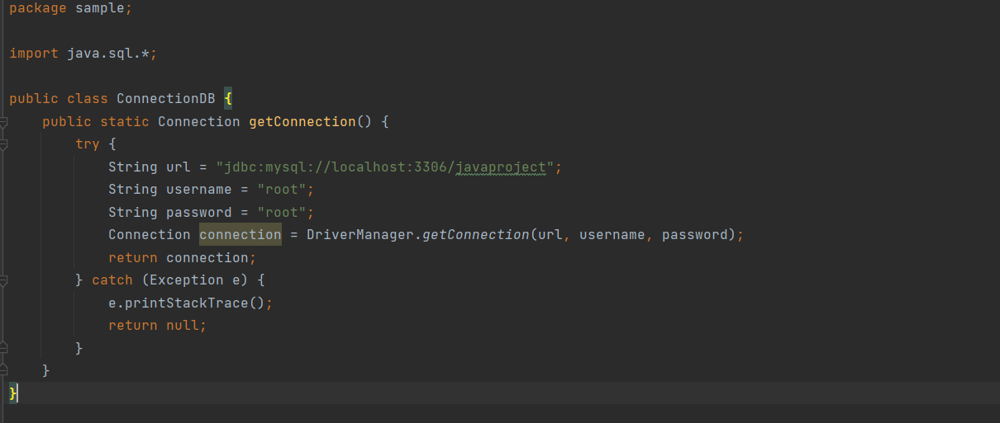 package sample;
import java.sql.*;
public class ConnectionDB {
    public static Connection getConnection() {
        try {
            String url = "jdbc:mysql://localhost:3306/javaproject";
            String username = "root";
            String password = "root";
            Connection connection = DriverManager.getConnection(url, username, password);
            return connection;
        } catch (Exception e) {
            e.printStackTrace();
            return null;
        }
    }
}